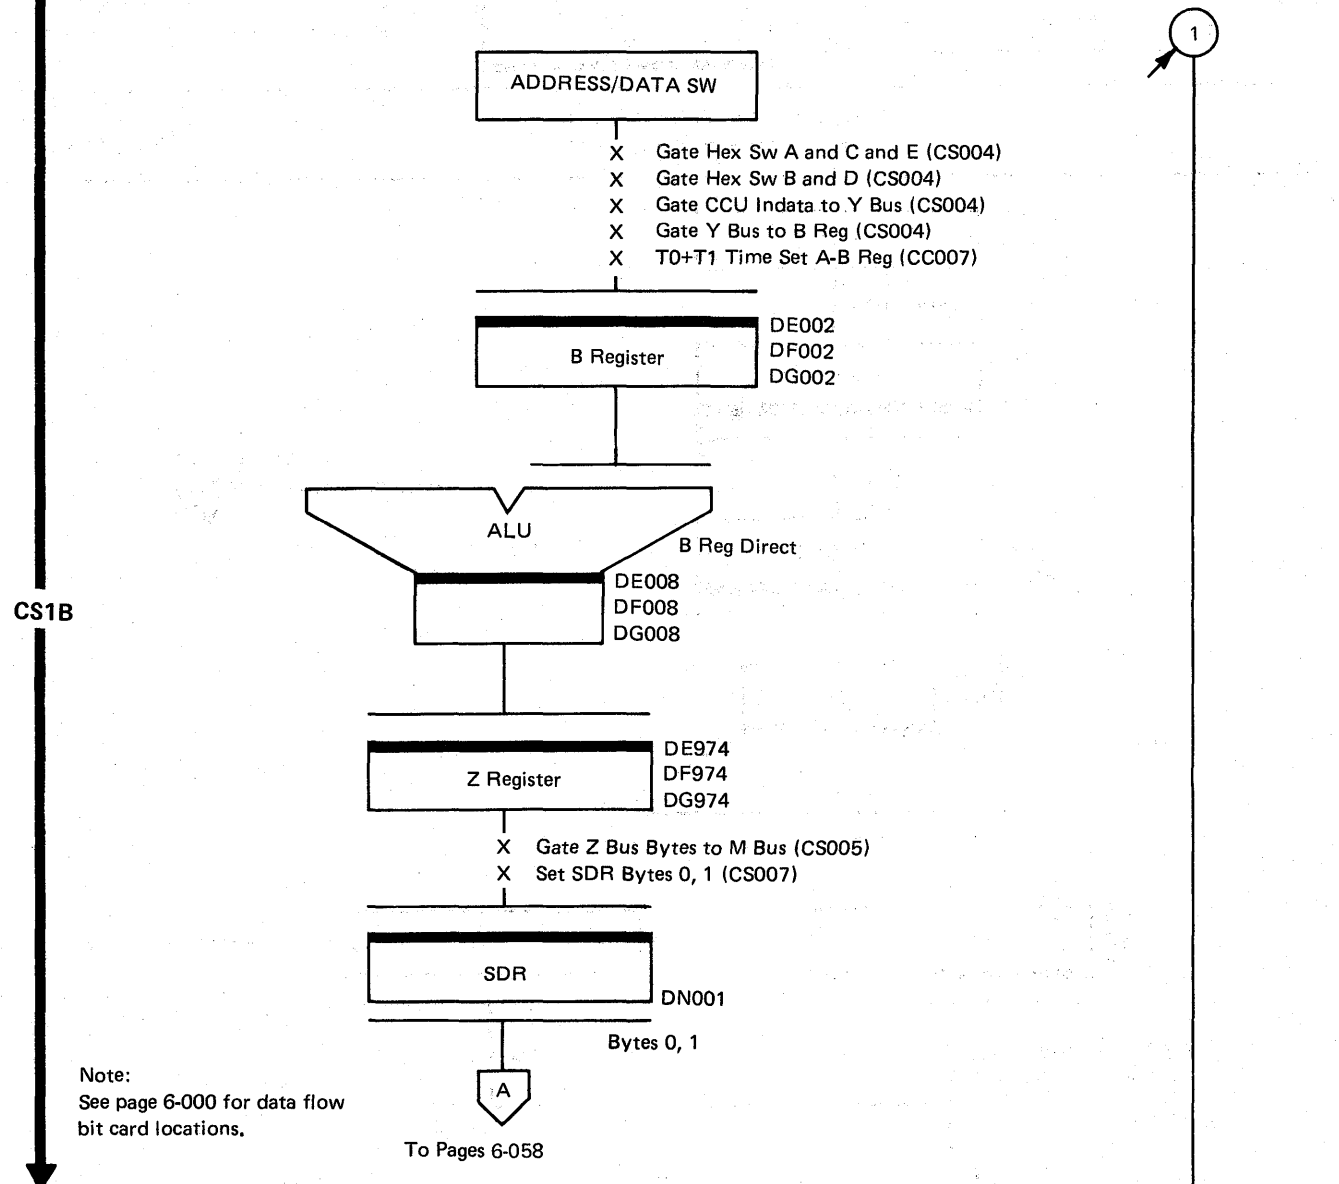 1
ADDRESS/DATA SW
X Gate Hex Sw A and C and E (CS004)
X Gate Hex Sw B and D (CS004)
X Gate CCU Indata to Y Bus (CS004)
X Gate Y Bus to B Reg (CS004)
X T0+T1 Time Set A-B Reg (CC007)
B Register
DE002
DF002
DG002
ALU
B Reg Direct
DE008
DF008
DG008
CS1B
Z Register
DE974
DF974
DG974
X Gate Z Bus Bytes to M Bus (CS005)
X Set SDR Bytes 0, 1 (CS007)
SDR
DN001
Bytes 0, 1
A
To Pages 6-058
Note:
See page 6-000 for data flow
bit card locations.